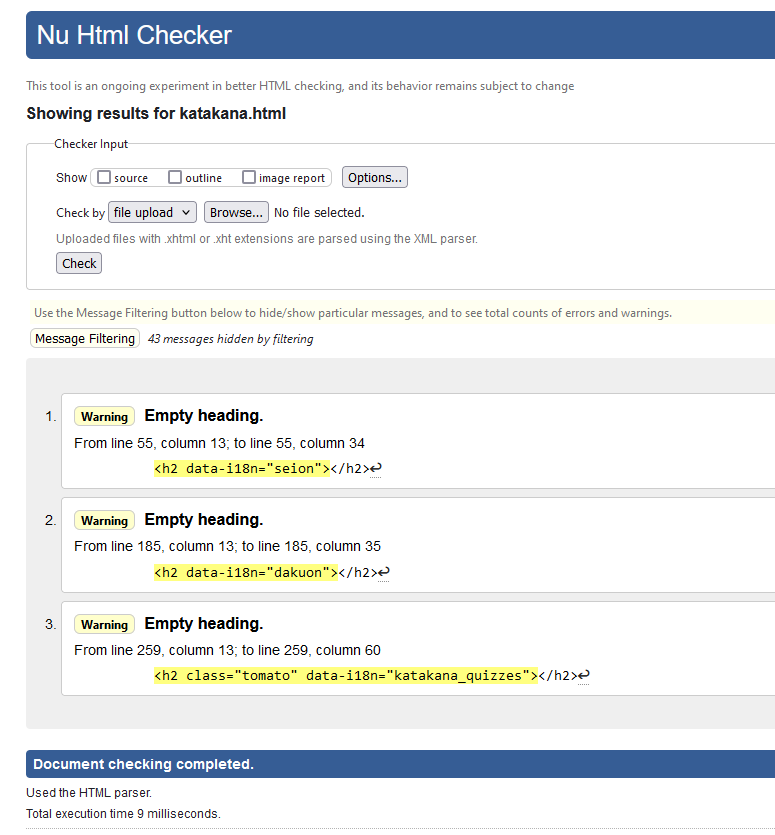 Nu Html Checker
This tool is an ongoing experiment in better HTML checking, and its behavior remains subject to change
Showing results for katakana.html
Checker Input
Show source outline image report Options...
Check by file upload Browse... No file selected.
Uploaded files with .xhtml or .xht extensions are parsed using the XML parser.
Check
Use the Message Filtering button below to hide/show particular messages, and to see total counts of errors and warnings.
Message Filtering 43 messages hidden by filtering
1. Warning Empty heading.
From line 55, column 13; to line 55, column 34
<h2 data-i18n="seion"></h2>↩
2. Warning Empty heading.
From line 185, column 13; to line 185, column 35
<h2 data-i18n="dakuon"></h2>↩
3. Warning Empty heading.
From line 259, column 13; to line 259, column 60
<h2 class="tomato" data-i18n="katakana_quizzes"></h2>↩
Document checking completed.
Used the HTML parser.
Total execution time 9 milliseconds.